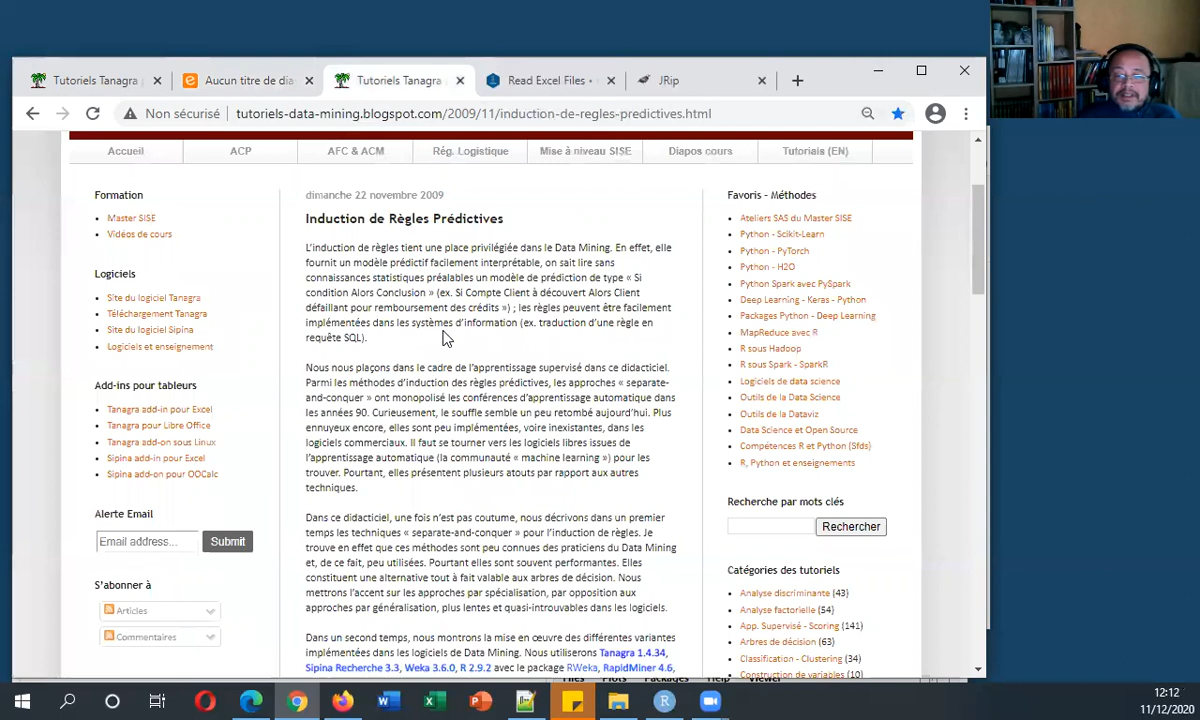 Tutoriels Tanagra
Aucun titre de dia
Tutoriels Tanagra
Read Excel Files •
JRip
Non sécurisé
tutoriels-data-mining.blogspot.com/2009/11/induction-de-regles-predictives.html
Accueil
ACP
AFC & ACM
Rég. Logistique
Mise à niveau SISE
Diapos cours
Tutorials (EN)
Formation
Master SISE
Vidéos de cours
Logiciels
Site du logiciel Tanagra
Téléchargement Tanagra
Site du logiciel Sipina
Logiciels et enseignement
Add-ins pour tableurs
Tanagra add-in pour Excel
Tanagra pour Libre Office
Tanagra add-on sous Linux
Sipina add-in pour Excel
Sipina add-on pour OOCalc
Alerte Email
Email address...
Submit
S'abonner à
Articles
Commentaires
dimanche 22 novembre 2009
Induction de Règles Prédictives
L'induction de règles tient une place privilégiée dans le Data Mining. En effet, elle
fournit un modèle prédictif facilement interprétable, on sait lire sans
connaissances statistiques préalables un modèle de prédiction de type « Si
condition Alors Conclusion » (ex. Si Compte Client à découvert Alors Client
défaillant pour remboursement des crédits ») ; les règles peuvent être facilement
implémentées dans les systèmes d'information (ex. traduction d'une règle en
requête SQL).
Nous nous plaçons dans le cadre de l'apprentissage supervisé dans ce didacticiel.
Parmi les méthodes d'induction des règles prédictives, les approches « separate-
and-conquer » ont monopolisé les conférences d'apprentissage automatique dans
les années 90. Curieusement, le souffle semble un peu retombé aujourd'hui. Plus
ennuyeux encore, elles sont peu implémentées, voire inexistantes, dans les
logiciels commerciaux. Il faut se tourner vers les logiciels libres issues de
l'apprentissage automatique (la communauté « machine learning ») pour les
trouver. Pourtant, elles présentent plusieurs atouts par rapport aux autres
techniques.
Dans ce didacticiel, une fois n'est pas coutume, nous décrivons dans un premier
temps les techniques « separate-and-conquer » pour l'induction de règles. Je
trouve en effet que ces méthodes sont peu connues des praticiens du Data Mining
et, de ce fait, peu utilisées. Pourtant elles sont souvent performantes. Elles
constituent une alternative tout à fait valable aux arbres de décision. Nous
mettrons l'accent sur les approches par spécialisation, par opposition aux
approches par généralisation, plus lentes et quasi-introuvables dans les logiciels.
Dans un second temps, nous montrons la mise en œuvre des différentes variantes
implémentées dans les logiciels de Data Mining. Nous utiliserons Tanagra 1.4.34,
Sipina Recherche 3.3, Weka 3.6.0, R 2.9.2 avec le package RWeka, RapidMiner 4.6,
Favoris - Méthodes
Ateliers SAS du Master SISE
Python - Scikit-Learn
Python - PyTorch
Python - H2O
Python Spark avec PySpark
Deep Learning - Keras - Python
Packages Python - Deep Learning
MapReduce avec R
R sous Hadoop
R sous Spark - SparkR
Logiciels de data science
Outils de la Data Science
Outils de la Dataviz
Data Science et Open Source
Compétences R et Python (Sfds)
R, Python et enseignements
Recherche par mots clés
Rechercher
Catégories des tutoriels
Analyse discriminante (43)
Analyse factorielle (54)
App. Supervisé - Scoring (141)
Arbres de décision (63)
Classification - Clustering (34)
Construction de variables (10)
Files Plots Packages Help Viewer
12:12
11/12/2020